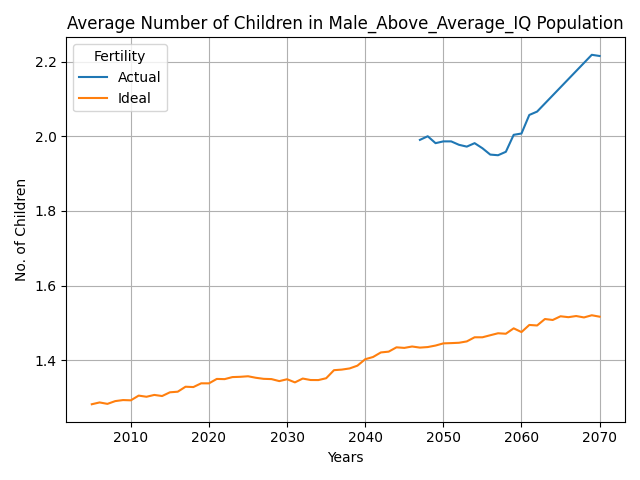 Average Number of Children in Male_Above_Average_IQ Population
Fertility
Actual
Ideal
2.2
2.0
1.8
1.6
1.4
No. of Children
2010 2020 2030 2040 2050 2060 2070
Years